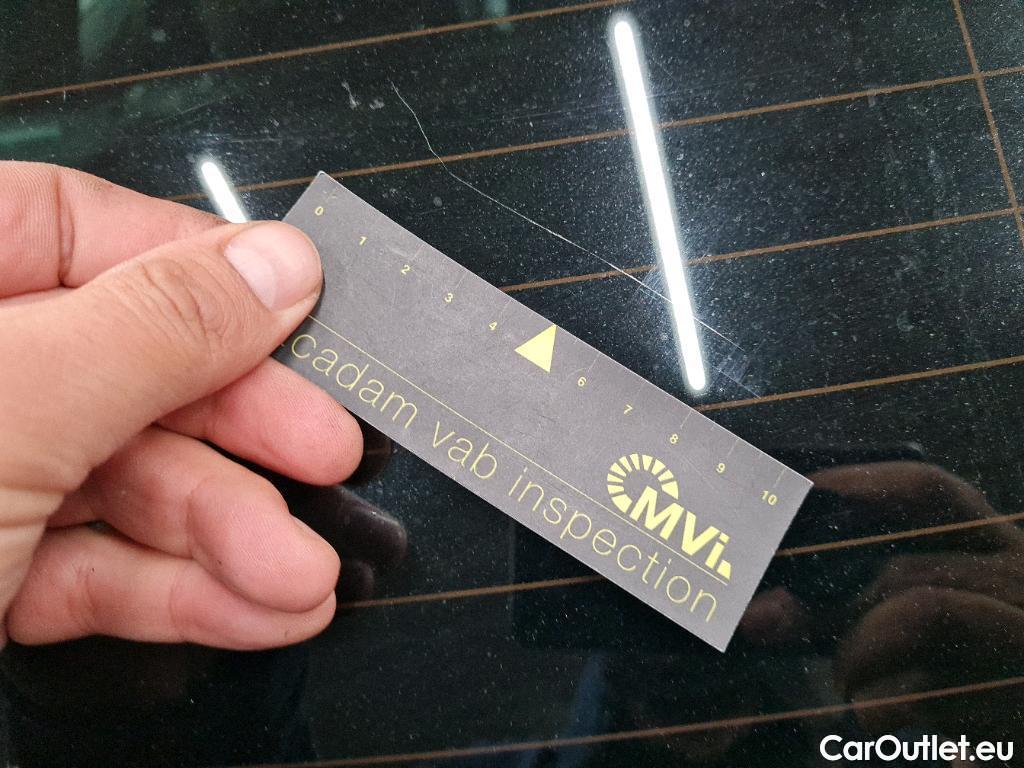 0 1 2 3 4 6 7 8 9 10
cadam vab inspection
MVi.
CarOutlet.eu